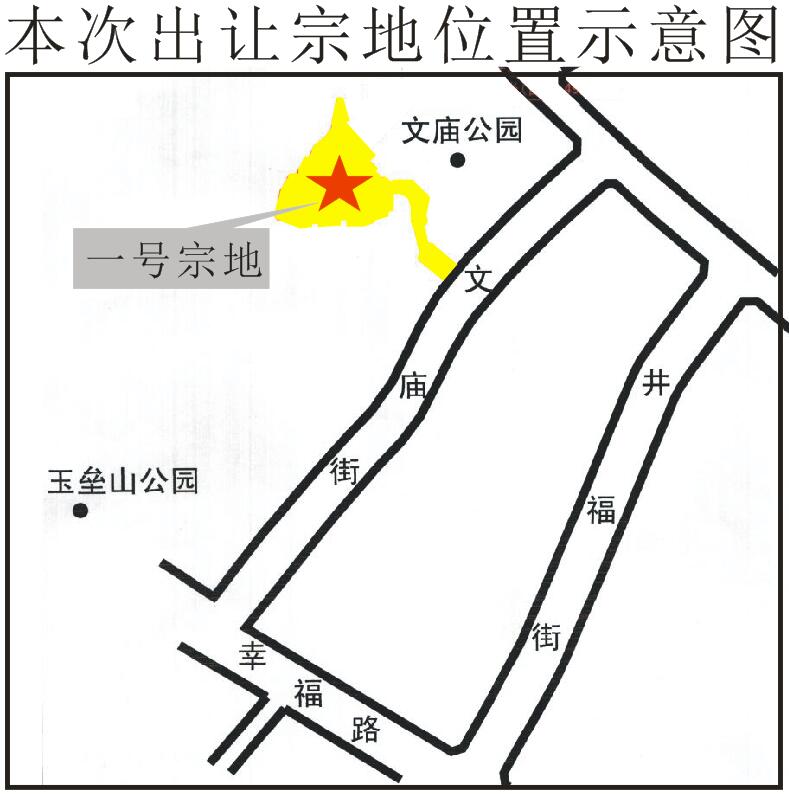 本次出让宗地位置示意图
文庙公园
一号宗地
文庙街
井福街
玉垒山公园
幸福路